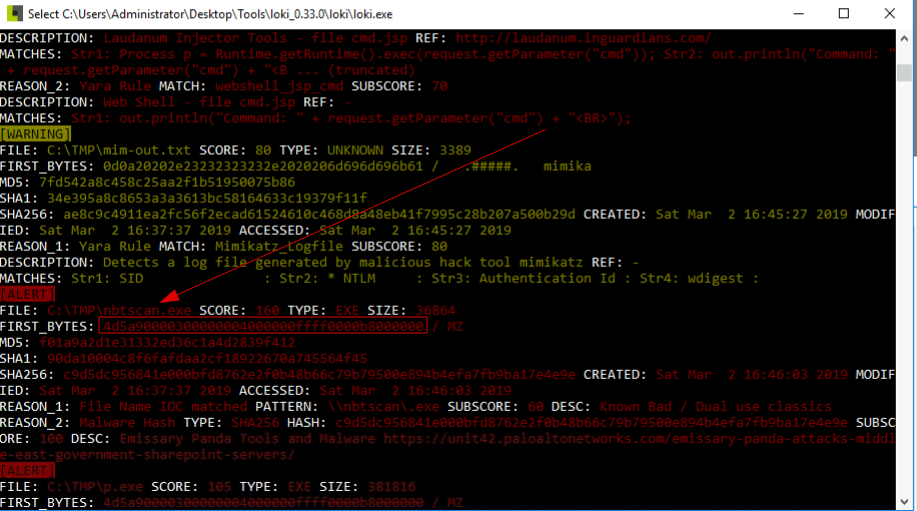 Select C:\Users\Administrator\Desktop\Tools\loki_0.33.0\loki\loki.exe
DESCRIPTION: Laudanum Injector Tools - file cmd.jsp REF: http://laudanum.inguardians.com/
MATCHES: Str1: Process p = Runtime.getRuntime().exec(request.getParameter("cmd")); Str2: out.println("Command: "
+ request.getParameter("cmd") + "<B ... (truncated)
REASON_2: Yara Rule MATCH: webshell_jsp_cmd SUBSCORE: 70
DESCRIPTION: Web Shell - file cmd.jsp REF: -
MATCHES: Str1: out.println("Command: " + request.getParameter("cmd") + "<BR>");
[WARNING]
FILE: C:\TMP\mim-out.txt SCORE: 80 TYPE: UNKNOWN SIZE: 3389
FIRST_BYTES: 0d0a20202e23232323232e2020206d696d696b61 / .#####. mimika
MD5: 7fd542a8c458c25aa2f1b51950075b86
SHA1: 34e395a8c8653a3a3613bc58164633c19379f11f
SHA256: ae8c9c4911ea2fc56f2ecad61524610c468d8a48eb41f7995c28b207a500b29d CREATED: Sat Mar 2 16:45:27 2019 MODIF
IED: Sat Mar 2 16:37:37 2019 ACCESSED: Sat Mar 2 16:45:27 2019
REASON_1: Yara Rule MATCH: Mimikatz_Logfile SUBSCORE: 80
DESCRIPTION: Detects a log file generated by malicious hack tool mimikatz REF: -
MATCHES: Str1: SID : Str2: * NTLM : Str3: Authentication Id : Str4: wdigest :
[ALERT]
FILE: C:\TMP\nbtscan.exe SCORE: 160 TYPE: EXE SIZE: 36864
FIRST_BYTES: 4d5a90000300000004000000ffff0000b8000000 / MZ
MD5: f01a9a2d1e31332ed36c1a4d2839f412
SHA1: 90da10004c8f6fafdaa2cf18922670a745564f45
SHA256: c9d5dc956841e000bfd8762e2f0b48b66c79b79500e894b4efa7fb9ba17e4e9e CREATED: Sat Mar 2 16:46:03 2019 MODIF
IED: Sat Mar 2 16:37:37 2019 ACCESSED: Sat Mar 2 16:46:03 2019
REASON_1: File Name IOC matched PATTERN: \\nbtscan\.exe SUBSCORE: 60 DESC: Known Bad / Dual use classics
REASON_2: Malware Hash TYPE: SHA256 HASH: c9d5dc956841e000bfd8762e2f0b48b66c79b79500e894b4efa7fb9ba17e4e9e SUBSC
ORE: 100 DESC: Emissary Panda Tools and Malware https://unit42.paloaltonetworks.com/emissary-panda-attacks-middl
e-east-government-sharepoint-servers/
[ALERT]
FILE: C:\TMP\p.exe SCORE: 105 TYPE: EXE SIZE: 381816
FIRST_BYTES: 4d5a90000300000004000000ffff0000b8000000 / MZ